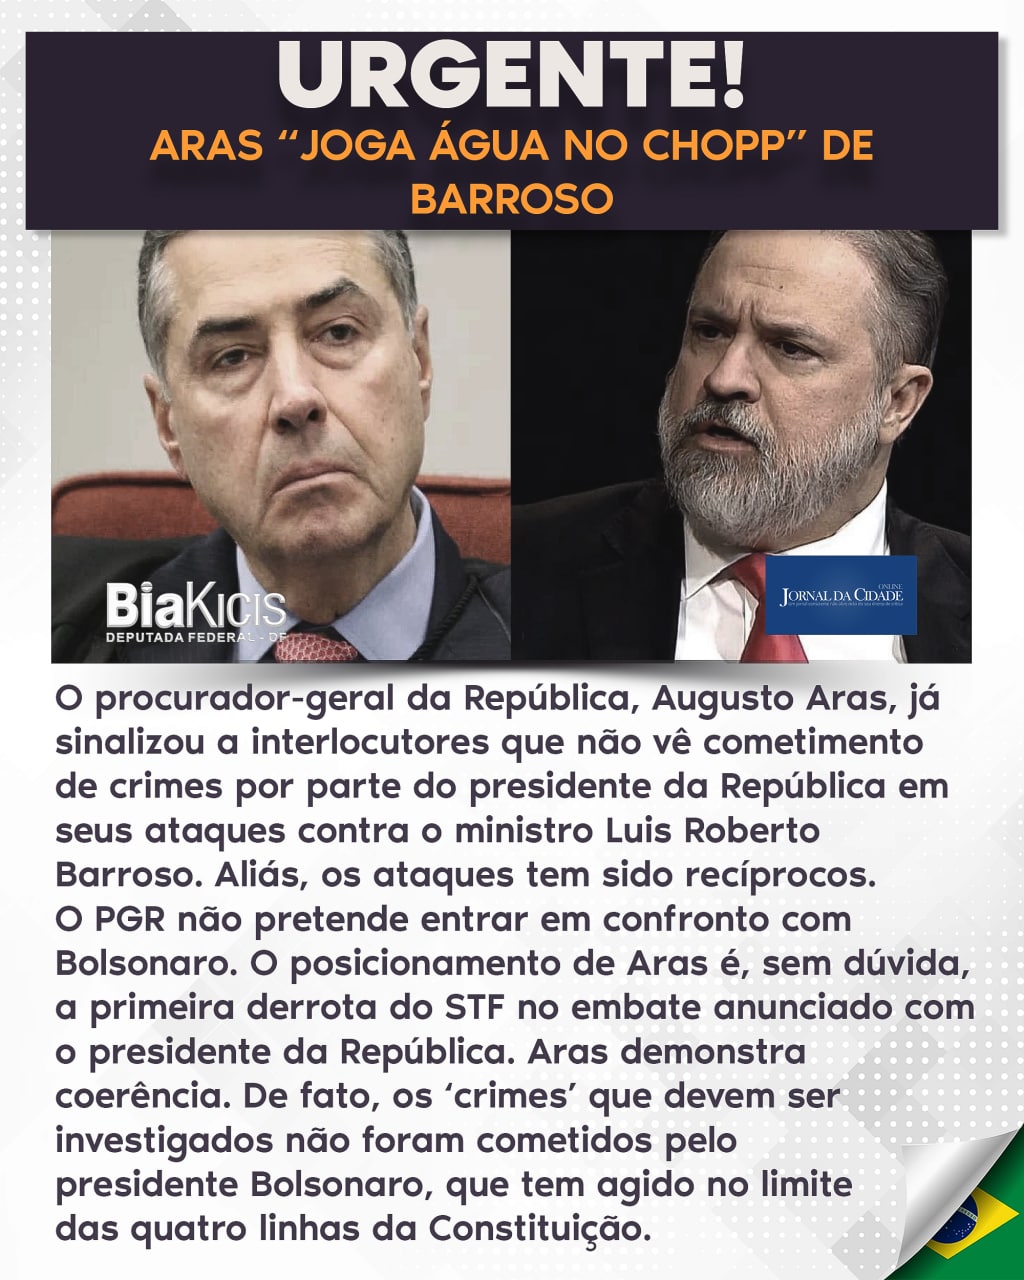 URGENTE!
ARAS “JOGA ÁGUA NO CHOPP” DE
BARROSO
BiaKICIS
DEPUTADA FEDERAL - DF
ONLINE
JORNAL DA CIDADE
O procurador-geral da República, Augusto Aras, já
sinalizou a interlocutores que não vê cometimento
de crimes por parte do presidente da República em
seus ataques contra o ministro Luis Roberto
Barroso. Aliás, os ataques tem sido recíprocos.
O PGR não pretende entrar em confronto com
Bolsonaro. O posicionamento de Aras é, sem dúvida,
a primeira derrota do STF no embate anunciado com
o presidente da República. Aras demonstra
coerência. De fato, os ‘crimes’ que devem ser
investigados não foram cometidos pelo
presidente Bolsonaro, que tem agido no limite
das quatro linhas da Constituição.